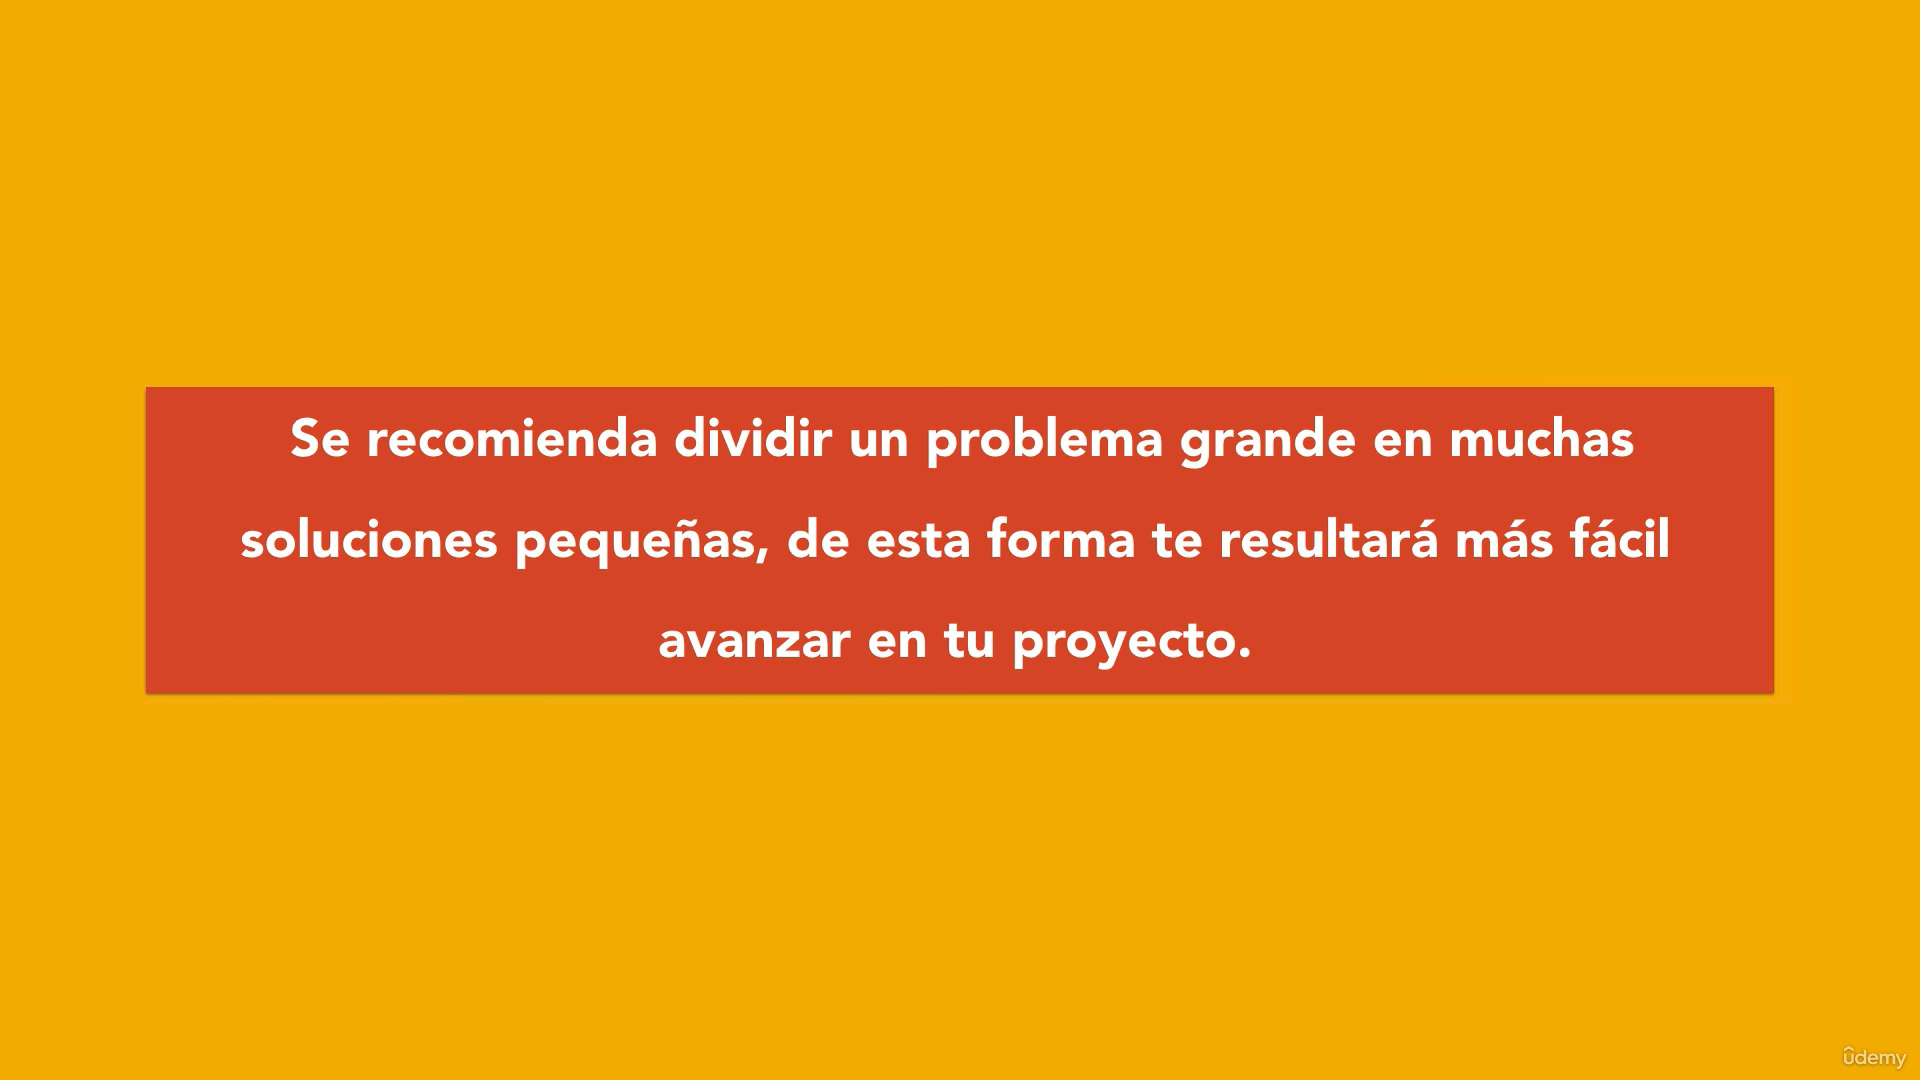 Se recomienda dividir un problema grande en muchas
soluciones pequeñas, de esta forma te resultará más fácil
avanzar en tu proyecto.
ûdemy